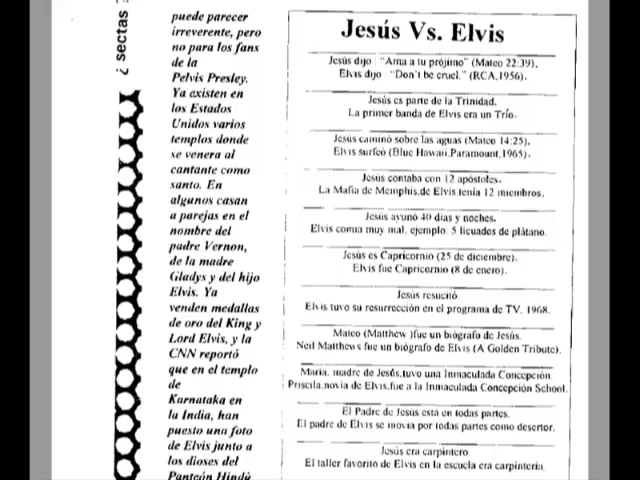 ¿ sectas
puede parecer
irreverente, pero
no para los fans
de la
Pelvis Presley.
Ya existen en
los Estados
Unidos varios
templos donde
se venera al
cantante como
santo. En
algunos casan
a parejas en el
nombre del
padre Vernon,
de la madre
Gladys y del hijo
Elvis. Ya
venden medallas
de oro del King y
Lord Elvis, y la
CNN reportó
que en el templo
de
Karnataka en
la India, han
puesto una foto
de Elvis junto a
los dioses del
Panteón Hindú
Jesús Vs. Elvis
Jesús dijo : "Ama a tu prójimo" (Mateo 22:39).
Elvis dijo : "Don't be cruel." (RCA,1956).
Jesús es parte de la Trinidad.
La primer banda de Elvis era un Trío.
Jesús caminó sobre las aguas (Mateo 14:25).
Elvis surfeó (Blue Hawaii,Paramount,1965).
Jesús contaba con 12 apóstoles.
La Mafia de Memphis,de Elvis,tenía 12 miembros.
Jesús ayunó 40 días y noches.
Elvis comía muy mal, ejemplo: 5 licuados de plátano.
Jesús es Capricornio (25 de diciembre).
Elvis fue Capricornio (8 de enero).
Jesús resucitó.
Elvis tuvo su resurrección en el programa de TV, 1968.
Mateo (Matthew )fue un biógrafo de Jesús.
Neil Matthews fue un biógrafo de Elvis (A Golden Tribute).
María, madre de Jesús,tuvo una Inmaculada Concepción
Priscila,novia de Elvis,fue a la Inmaculada Concepción School.
El Padre de Jesús está en todas partes.
El padre de Elvis se movía por todas partes como desertor.
Jesús era carpintero.
El taller favorito de Elvis en la escuela era carpintería.